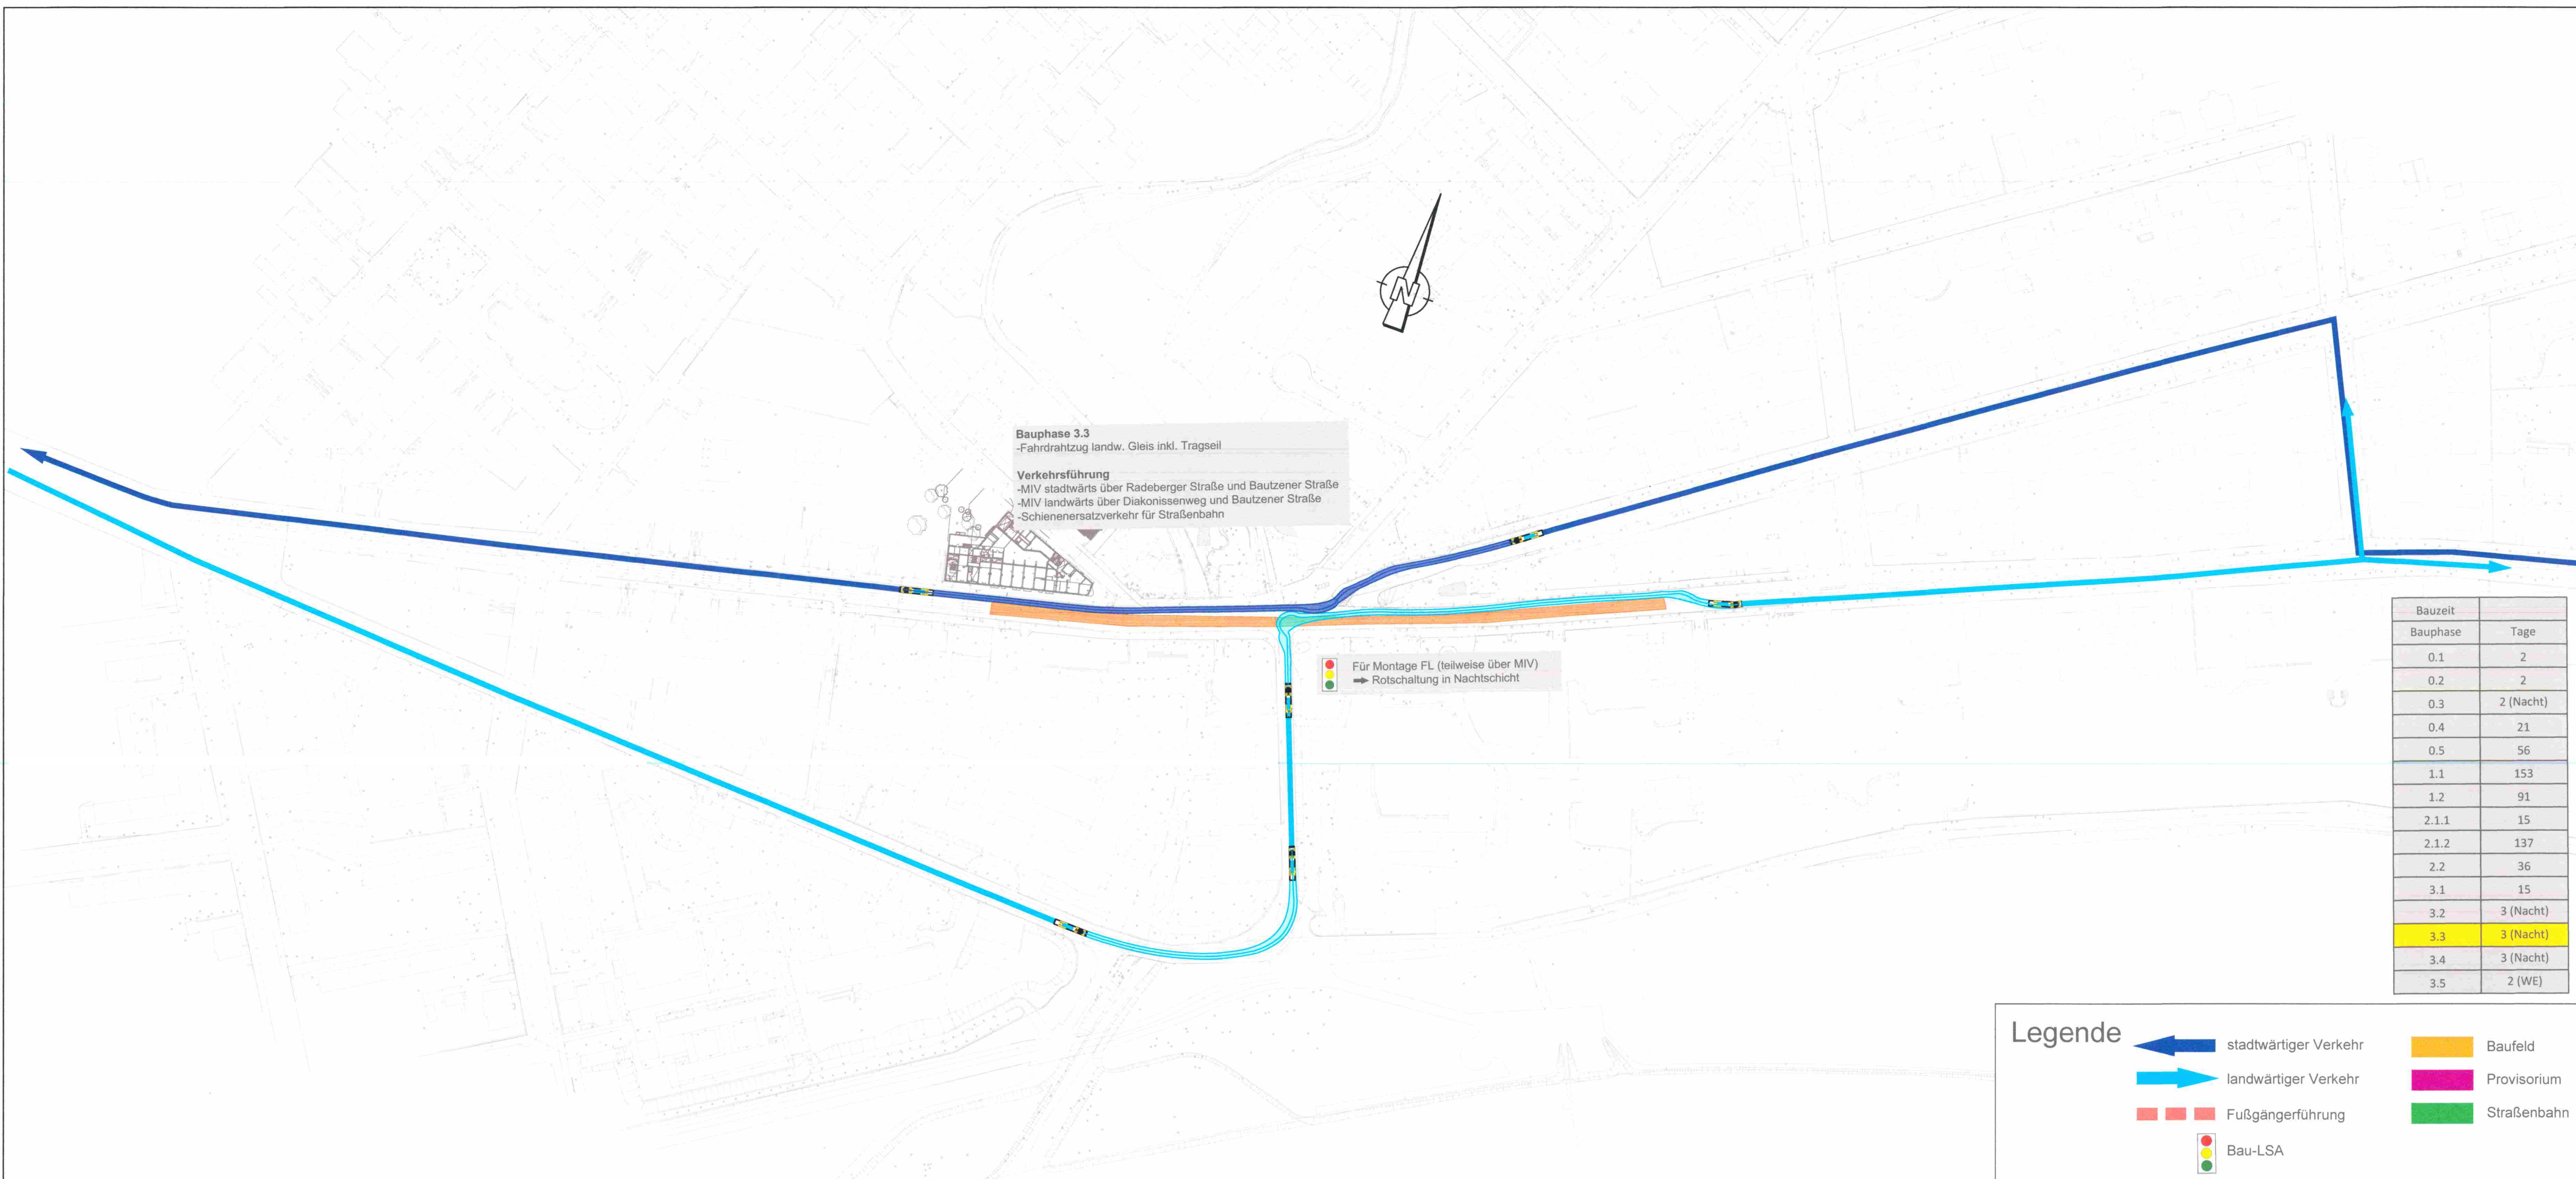 N
Bauphase 3.3
-Fahrdrahtzug landw. Gleis inkl. Tragseil
Verkehrsführung
-MIV stadtwärts über Radeberger Straße und Bautzener Straße
-MIV landwärts über Diakonissenweg und Bautzener Straße
-Schienenersatzverkehr für Straßenbahn
Für Montage FL (teilweise über MIV)
Rotschaltung in Nachtschicht
Bauzeit
Bauphase Tage
0.1 2
0.2 2
0.3 2 (Nacht)
0.4 21
0.5 56
1.1 153
1.2 91
2.1.1 15
2.1.2 137
2.2 36
3.1 15
3.2 3 (Nacht)
3.3 3 (Nacht)
3.4 3 (Nacht)
3.5 2 (WE)
Legende
stadtwärtiger Verkehr
landwärtiger Verkehr
Fußgängerführung
Bau-LSA
Baufeld
Provisorium
Straßenbahn